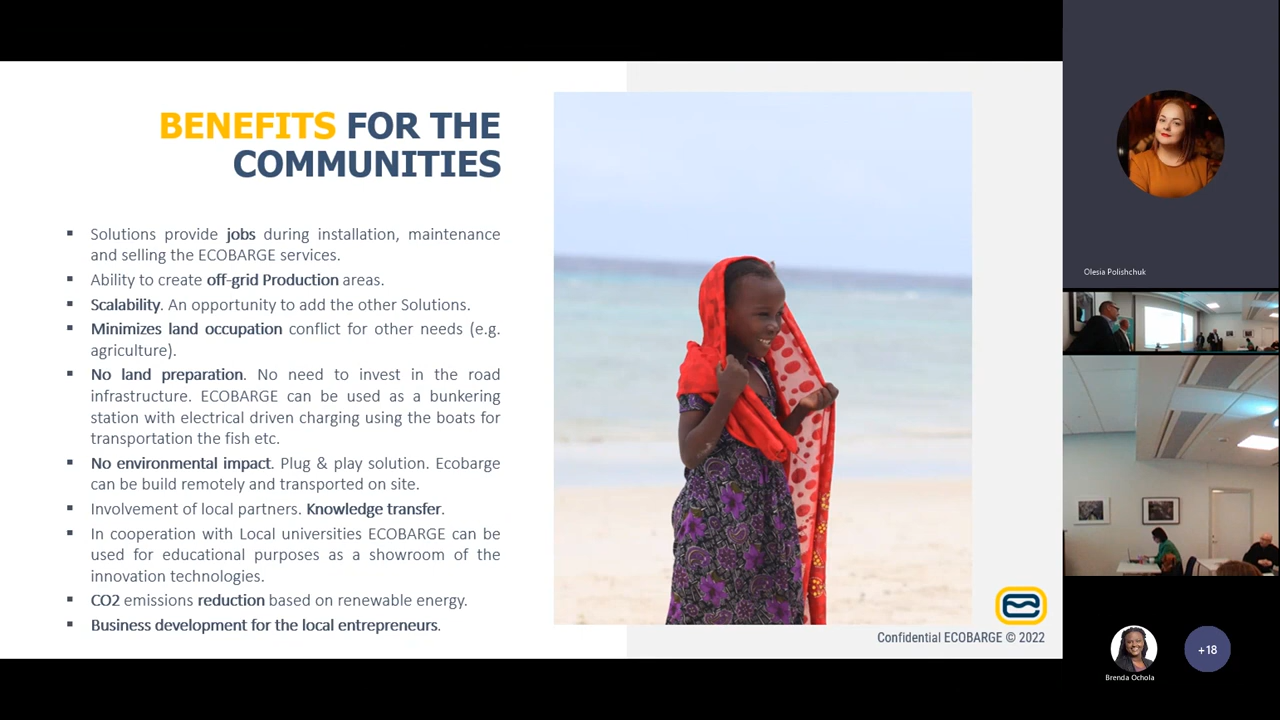 BENEFITS FOR THE
COMMUNITIES
▪ Solutions provide jobs during installation, maintenance
and selling the ECOBARGE services.
▪ Ability to create off-grid Production areas.
▪ Scalability. An opportunity to add the other Solutions.
▪ Minimizes land occupation conflict for other needs (e.g.
agriculture).
▪ No land preparation. No need to invest in the road
infrastructure. ECOBARGE can be used as a bunkering
station with electrical driven charging using the boats for
transportation the fish etc.
▪ No environmental impact. Plug & play solution. Ecobarge
can be build remotely and transported on site.
▪ Involvement of local partners. Knowledge transfer.
▪ In cooperation with Local universities ECOBARGE can be
used for educational purposes as a showroom of the
innovation technologies.
▪ CO2 emissions reduction based on renewable energy.
▪ Business development for the local entrepreneurs.
Confidential ECOBARGE © 2022
Olesia Polishchuk
Brenda Ochola
+18